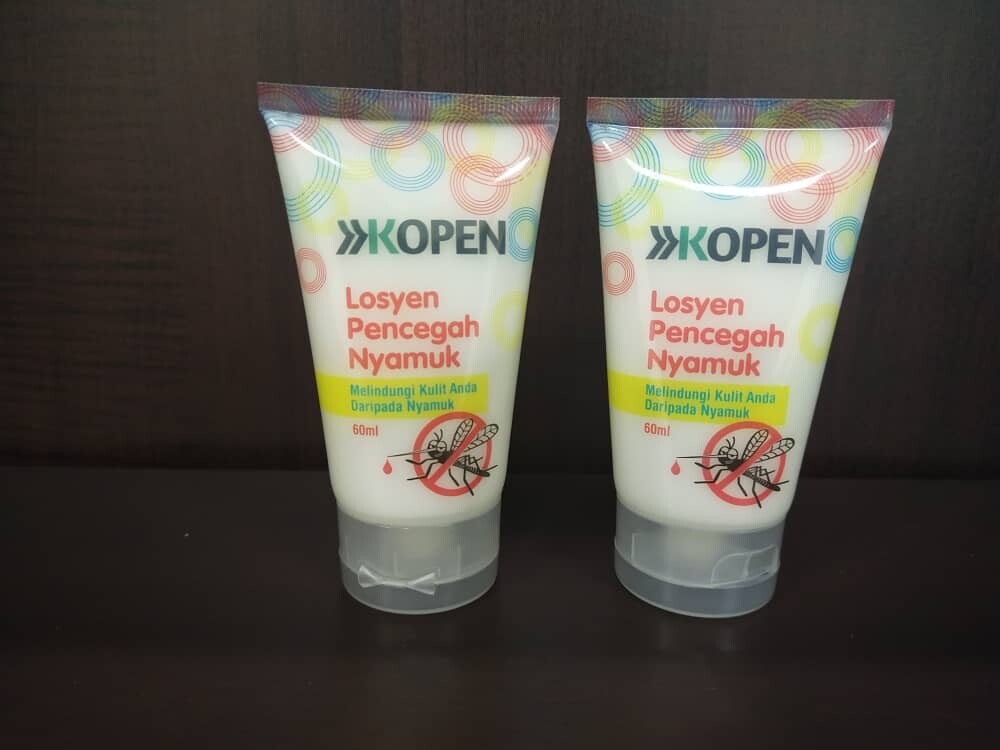 »KOPEN
Losyen
Pencegah
Nyamuk
Melindungi Kulit Anda
Daripada Nyamuk
60ml
»KOPEN
Losyen
Pencegah
Nyamuk
Melindungi Kulit Anda
Daripada Nyamuk
60ml